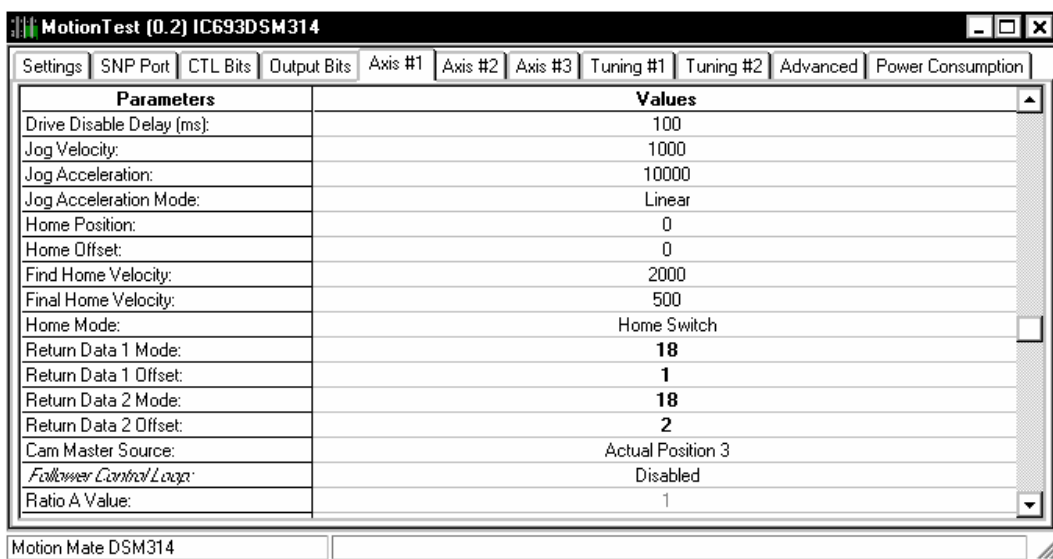 MotionTest (0.2) IC693DSM314
Settings SNP Port CTL Bits Output Bits Axis #1 Axis #2 Axis #3 Tuning #1 Tuning #2 Advanced Power Consumption
Parameters Values
Drive Disable Delay (ms): 100
Jog Velocity: 1000
Jog Acceleration: 10000
Jog Acceleration Mode: Linear
Home Position: 0
Home Offset: 0
Find Home Velocity: 2000
Final Home Velocity: 500
Home Mode: Home Switch
Return Data 1 Mode: 18
Return Data 1 Offset: 1
Return Data 2 Mode: 18
Return Data 2 Offset: 2
Cam Master Source: Actual Position 3
Follower Control Loop: Disabled
Ratio A Value: 1
Motion Mate DSM314